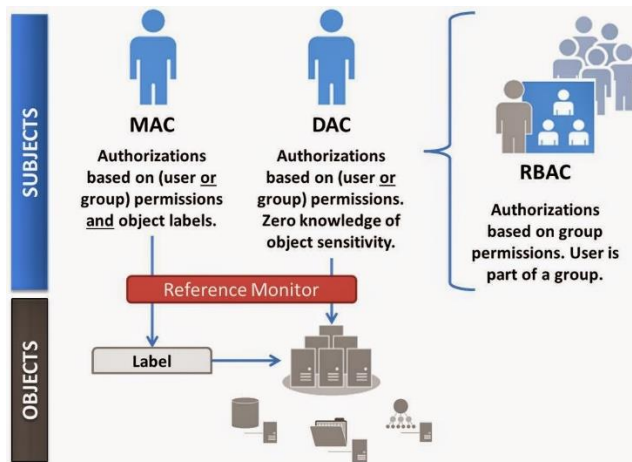 SUBJECTS
MAC
Authorizations
based on (user or
group) permissions
and object labels.
DAC
Authorizations
based on (user or
group) permissions.
Zero knowledge of
object sensitivity.
RBAC
Authorizations
based on group
permissions. User is
part of a group.
Reference Monitor
OBJECTS
Label